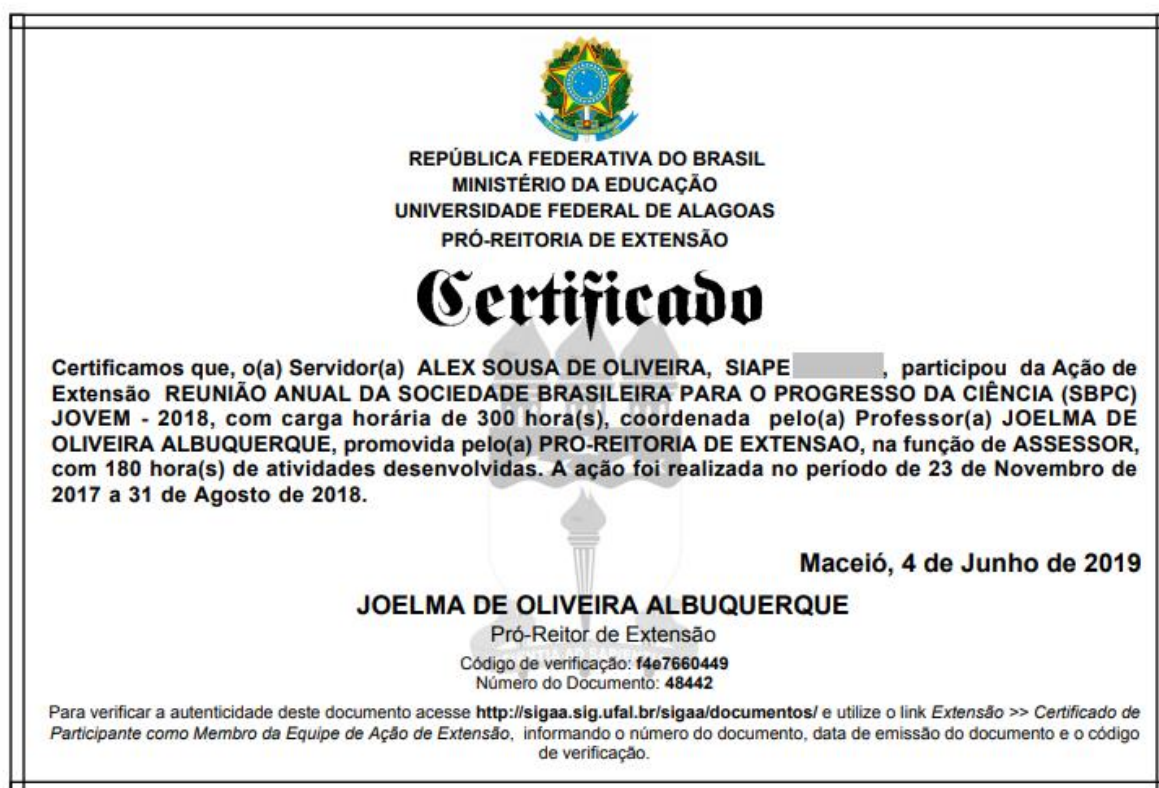 REPÚBLICA FEDERATIVA DO BRASIL
MINISTÉRIO DA EDUCAÇÃO
UNIVERSIDADE FEDERAL DE ALAGOAS
PRÓ-REITORIA DE EXTENSÃO
Certificado
Certificamos que, o(a) Servidor(a) ALEX SOUSA DE OLIVEIRA, SIAPE , participou da Ação de
Extensão REUNIÃO ANUAL DA SOCIEDADE BRASILEIRA PARA O PROGRESSO DA CIÊNCIA (SBPC)
JOVEM - 2018, com carga horária de 300 hora(s), coordenada pelo(a) Professor(a) JOELMA DE
OLIVEIRA ALBUQUERQUE, promovida pelo(a) PRO-REITORIA DE EXTENSAO, na função de ASSESSOR,
com 180 hora(s) de atividades desenvolvidas. A ação foi realizada no período de 23 de Novembro de
2017 a 31 de Agosto de 2018.
Maceió, 4 de Junho de 2019
JOELMA DE OLIVEIRA ALBUQUERQUE
Pró-Reitor de Extensão
Código de verificação: f4e7660449
Número do Documento: 48442
Para verificar a autenticidade deste documento acesse http://sigaa.sig.ufal.br/sigaa/documentos/ e utilize o link Extensão >> Certificado de
Participante como Membro da Equipe de Ação de Extensão, informando o número do documento, data de emissão do documento e o código
de verificação.